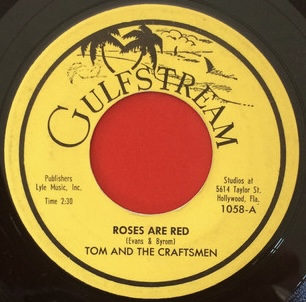 GULFSTREAM
Publishers
Lyle Music, Inc.
Time 2:30
Studios at
5614 Taylor St.
Hollywood, Fla.
1058-A
ROSES ARE RED
(Evans & Byrom)
TOM AND THE CRAFTSMEN